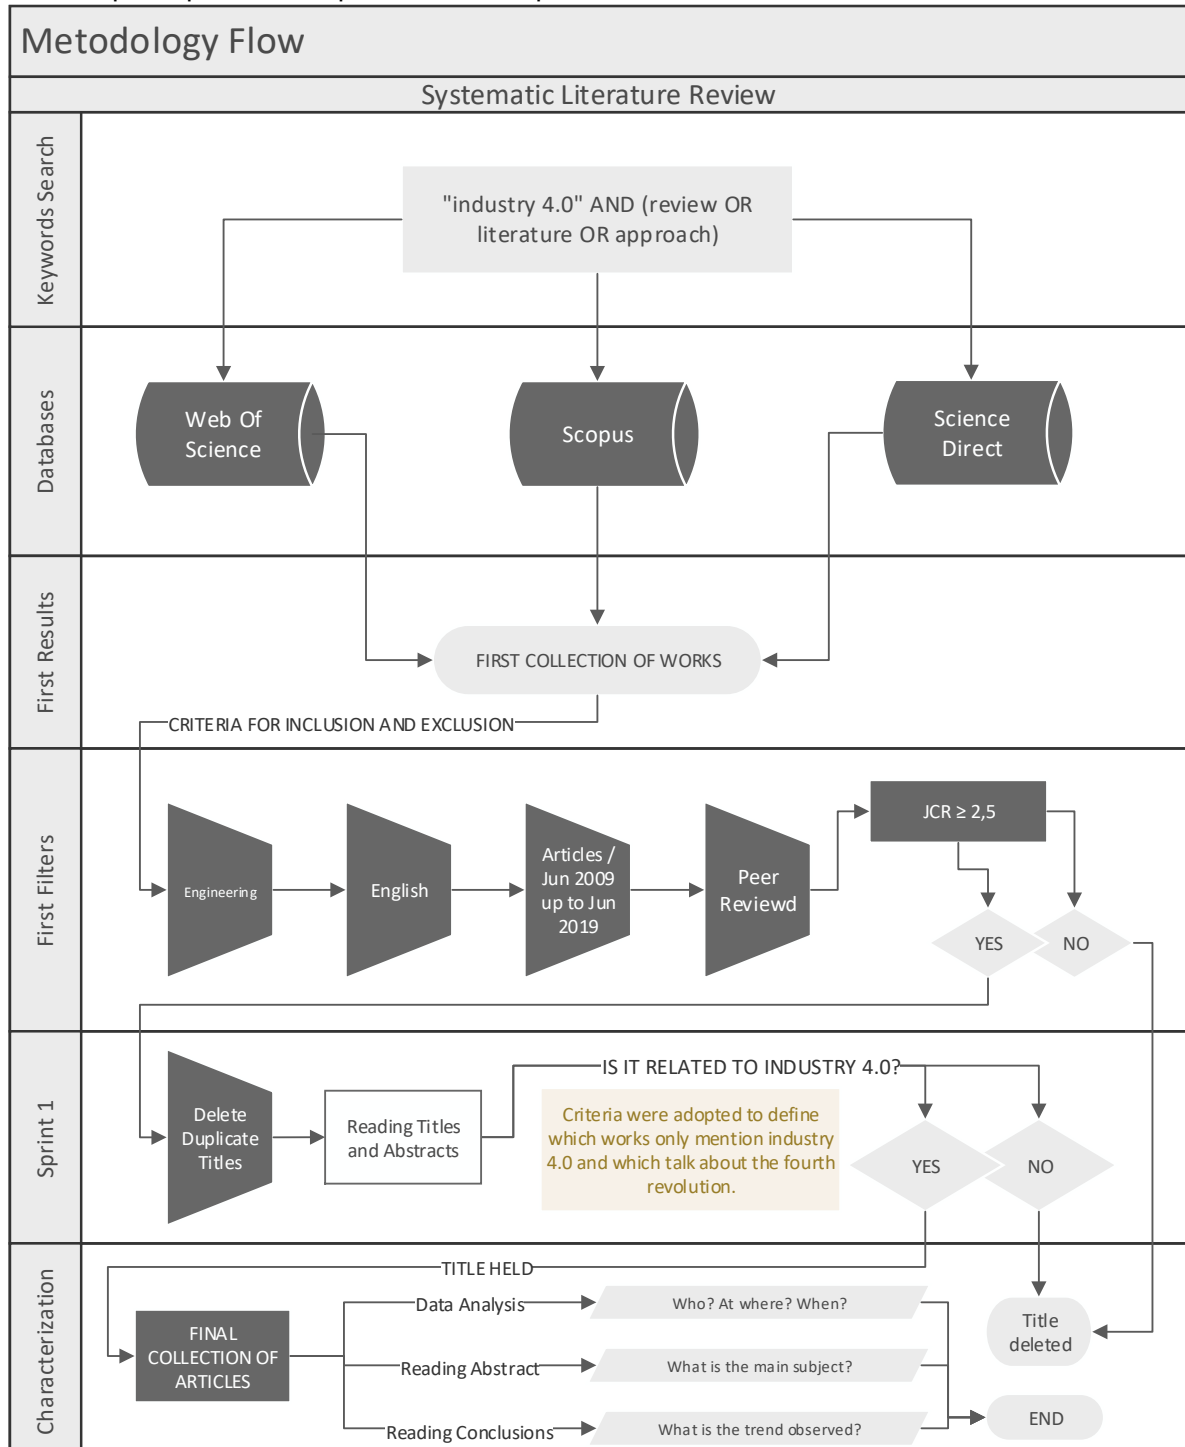 Metodology Flow
Systematic Literature Review
Keywords Search
"industry 4.0" AND (review OR
literature OR approach)
Databases
Web Of
Science
Scopus
Science
Direct
First Results
FIRST COLLECTION OF WORKS
CRITERIA FOR INCLUSION AND EXCLUSION
First Filters
Engineering
English
Articles /
Jun 2009
up to Jun
2019
Peer
Reviewd
JCR ≥ 2,5
YES
NO
Sprint 1
Delete
Duplicate
Titles
Reading Titles
and Abstracts
IS IT RELATED TO INDUSTRY 4.0?
Criteria were adopted to define
which works only mention industry
4.0 and which talk about the fourth
revolution.
YES
NO
Characterization
TITLE HELD
FINAL
COLLECTION OF
ARTICLES
Data Analysis
Who? At where? When?
Reading Abstract
What is the main subject?
Reading Conclusions
What is the trend observed?
Title
deleted
END